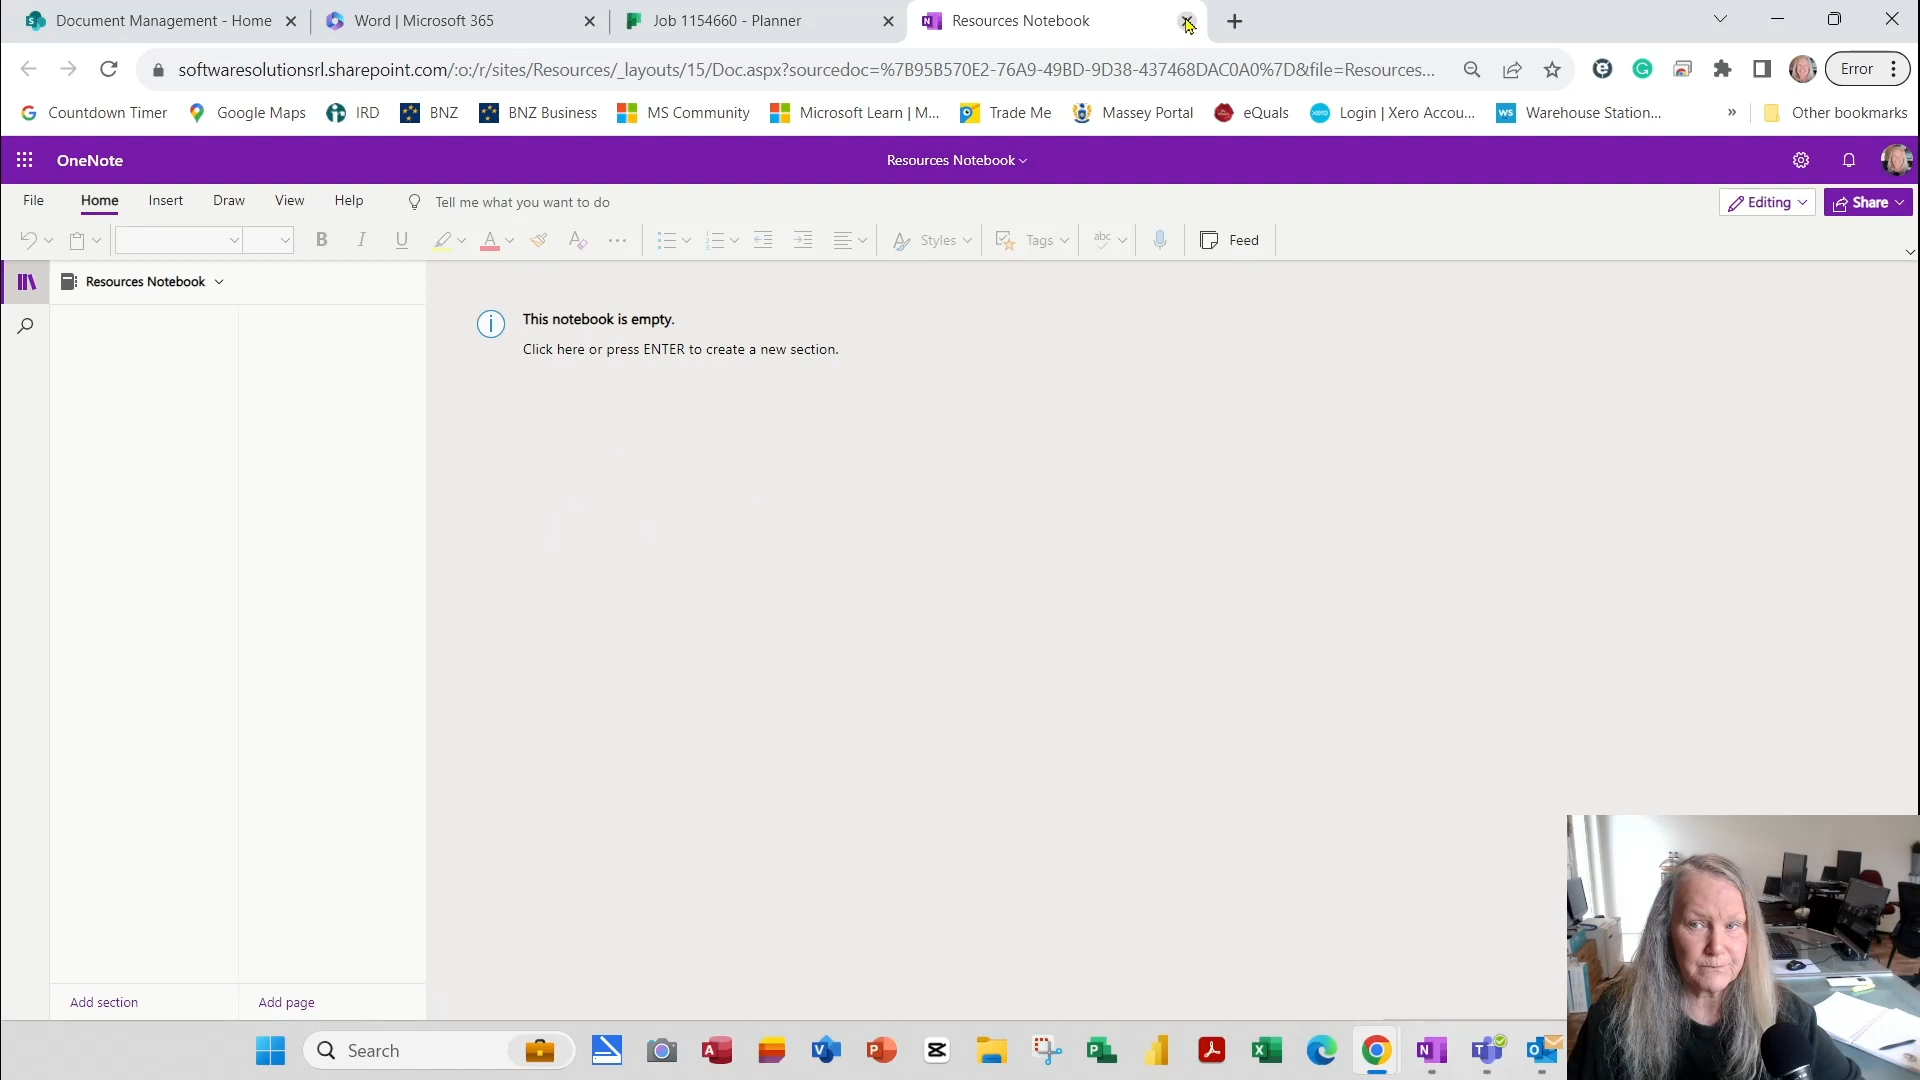 Document Management - Home
Word | Microsoft 365
Job 1154660 - Planner
Resources Notebook
softwaresolutionsrl.sharepoint.com/:o:/r/sites/Resources/_layouts/15/Doc.aspx?sourcedoc=%7B95B570E2-76A9-49BD-9D38-437468DAC0A0%7D&file=Resources...
Error
Countdown Timer
Google Maps
IRD
BNZ
BNZ Business
MS Community
Microsoft Learn | M...
Trade Me
Massey Portal
eQuals
Login | Xero Accou...
Warehouse Station...
»
Other bookmarks
OneNote
Resources Notebook
File
Home
Insert
Draw
View
Help
Tell me what you want to do
Editing
Share
B
I
U
A
Styles
Tags
abc
Feed
Resources Notebook
This notebook is empty.
Click here or press ENTER to create a new section.
Add section
Add page
Search